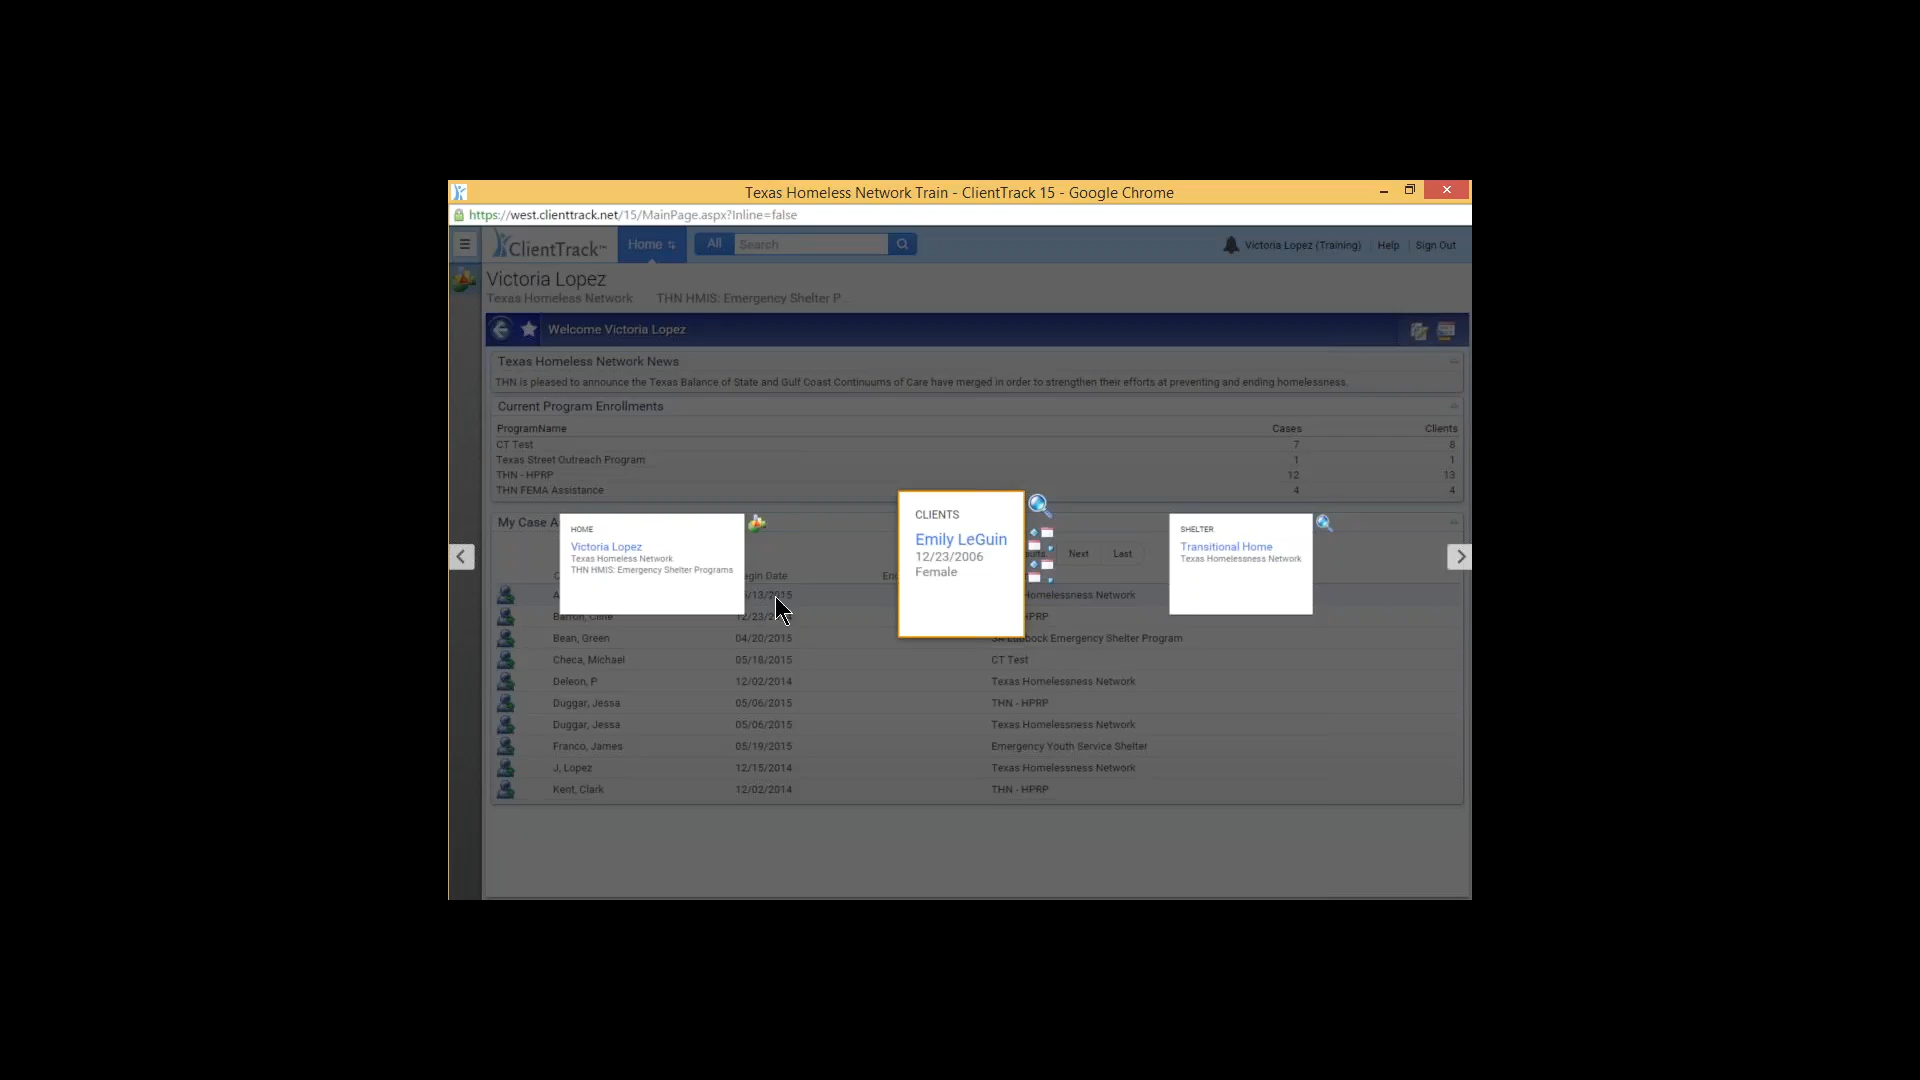 Texas Homeless Network Train - ClientTrack 15 - Google Chrome
https://west.clienttrack.net/15/MainPage.aspx?Inline=false
ClientTrack™ Home All Search Victoria Lopez (Training) Help Sign Out
Victoria Lopez
Texas Homeless Network THN HMIS: Emergency Shelter P
Welcome Victoria Lopez
Texas Homeless Network News
THN is pleased to announce the Texas Balance of State and Gulf Coast Continuums of Care have merged in order to strengthen their efforts at preventing and ending homelessness.
Current Program Enrollments
ProgramName Cases Clients
CT Test 7 8
Texas Street Outreach Program 1 1
THN - HPRP 12 13
THN FEMA Assistance 4 4
My Case A
HOME
Victoria Lopez
Texas Homeless Network
THN HMIS: Emergency Shelter Programs
CLIENTS
Emily LeGuin
12/23/2006
Female
SHELTER
Transitional Home
Texas Homelessness Network
Next Last
Barron, Cline
Bean, Green 04/20/2015 Emergency Shelter Program
Checa, Michael 05/18/2015 CT Test
Deleon, P 12/02/2014 Texas Homelessness Network
Duggar, Jessa 05/06/2015 THN - HPRP
Duggar, Jessa 05/06/2015 Texas Homelessness Network
Franco, James 05/19/2015 Emergency Youth Service Shelter
J, Lopez 12/15/2014 Texas Homelessness Network
Kent, Clark 12/02/2014 THN - HPRP